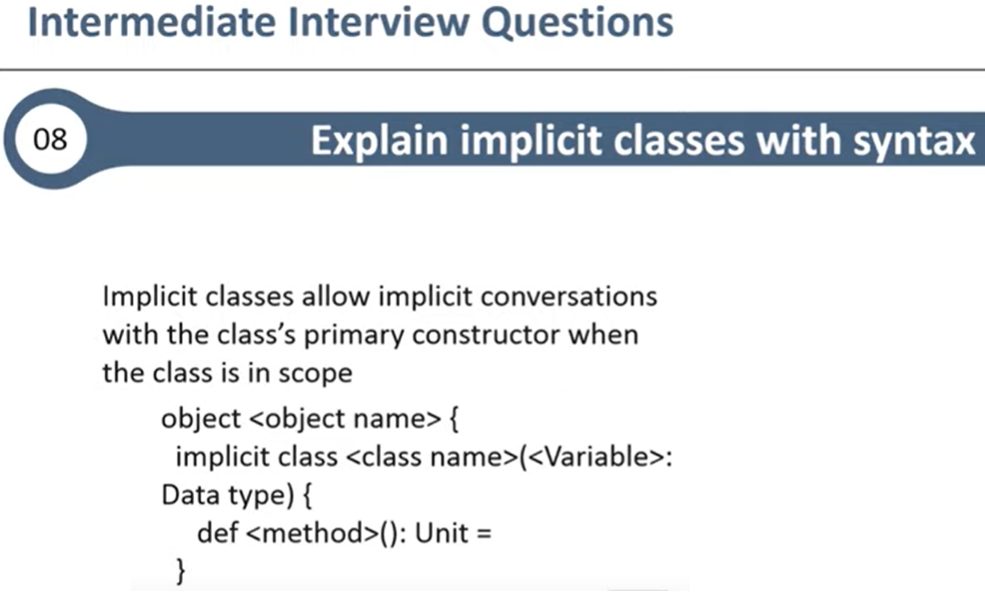 Intermediate Interview Questions
08
Explain implicit classes with syntax
Implicit classes allow implicit conversations
with the class’s primary constructor when
the class is in scope
object <object name> {
implicit class <class name>(<Variable>:
Data type) {
def <method>(): Unit =
}